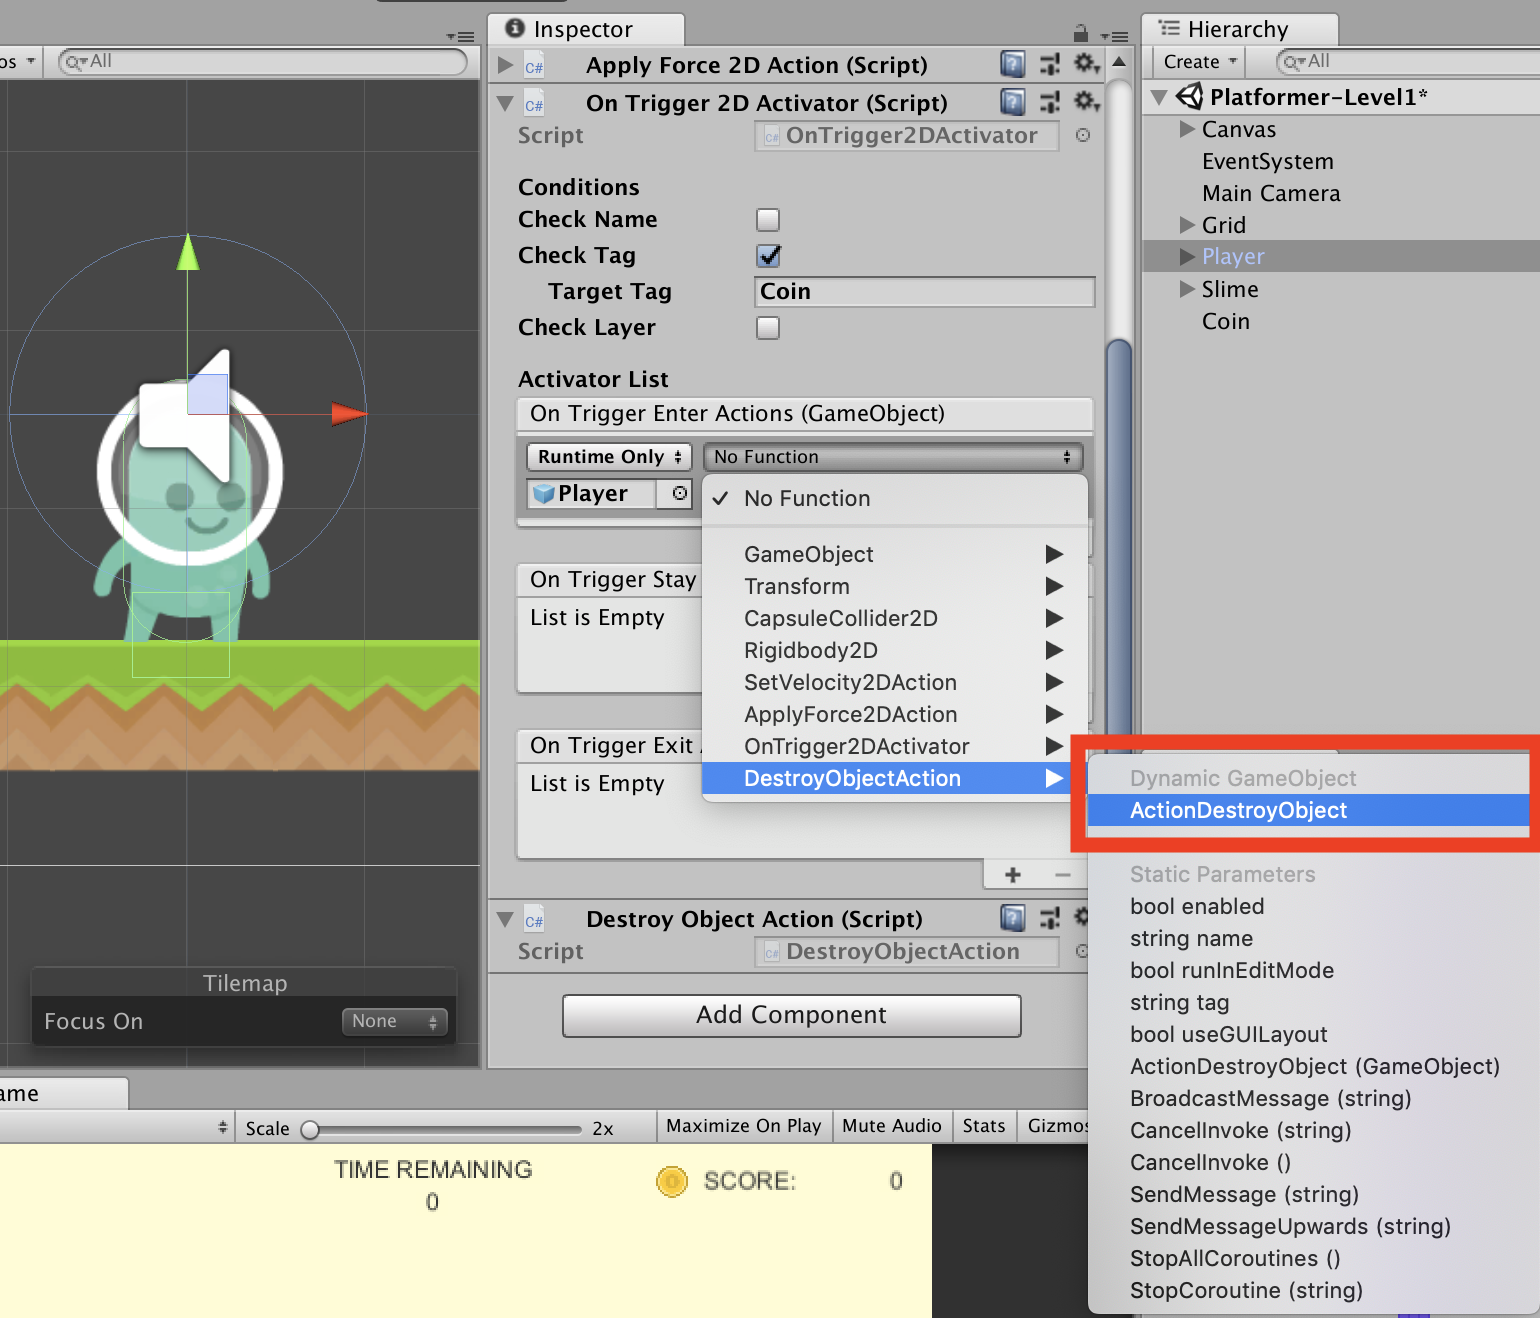 os
All
Inspector
Apply Force 2D Action (Script)
On Trigger 2D Activator (Script)
Script
OnTrigger2DActivator
Conditions
Check Name
Check Tag
Target Tag
Coin
Check Layer
Activator List
On Trigger Enter Actions (GameObject)
Runtime Only
No Function
Player
No Function
GameObject
Transform
CapsuleCollider2D
Rigidbody2D
SetVelocity2DAction
ApplyForce2DAction
OnTrigger2DActivator
DestroyObjectAction
On Trigger Stay
List is Empty
On Trigger Exit
List is Empty
+ −
C# Destroy Object Action (Script)
Script
DestroyObjectAction
Add Component
Hierarchy
Create
All
Platformer-Level1*
Canvas
EventSystem
Main Camera
Grid
Player
Slime
Coin
Dynamic GameObject
ActionDestroyObject
Static Parameters
bool enabled
string name
bool runInEditMode
string tag
bool useGUILayout
ActionDestroyObject (GameObject)
BroadcastMessage (string)
CancelInvoke (string)
CancelInvoke ()
SendMessage (string)
SendMessageUpwards (string)
StopAllCoroutines ()
StopCoroutine (string)
Tilemap
Focus On
None
ame
Scale
2x
Maximize On Play
Mute Audio
Stats
Gizmos
TIME REMAINING
0
SCORE:
0